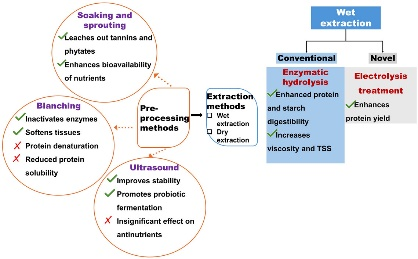 Soaking and
sprouting
Leaches out tannins and
phytates
Enhances bioavailability
of nutrients
Blanching
Inactivates enzymes
Softens tissues
Protein denaturation
Reduced protein
solubility
Ultrasound
Improves stability
Promotes probiotic
fermentation
Insignificant effect on
antinutrients
Pre-
processing
methods
Extraction
methods
Wet
extraction
Dry
extraction
Wet
extraction
Conventional
Enzymatic
hydrolysis
Enhanced protein
and starch
digestibility
Increases
viscosity and TSS
Novel
Electrolysis
treatment
Enhances
protein yield